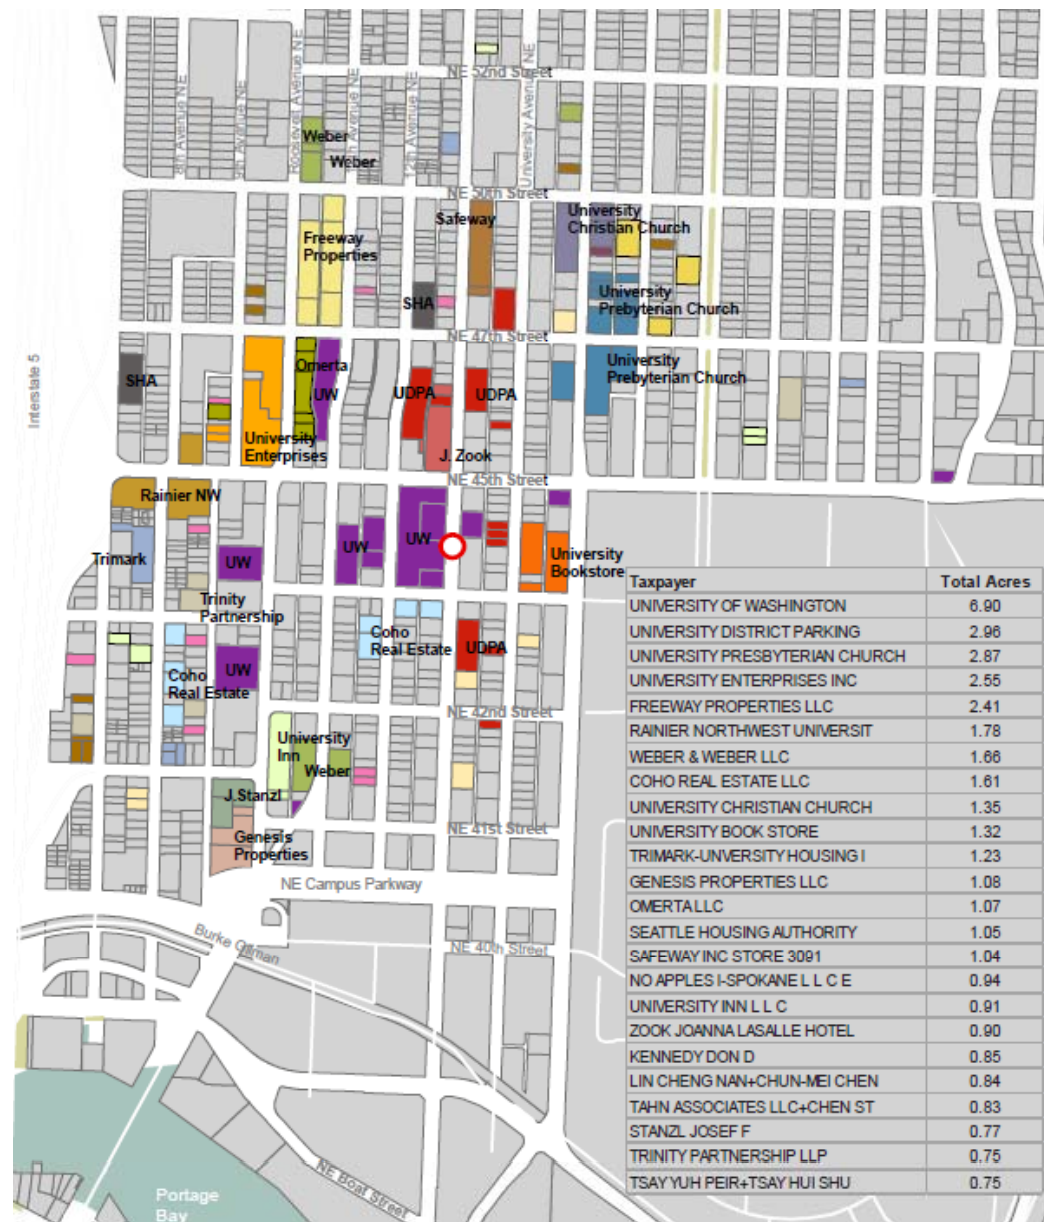 NE 52nd Street
8th Avenue NE
9th Avenue NE
Roosevelt Avenue NE
11th Avenue NE
12th Avenue NE
University Avenue NE
Weber
Weber
NE 50th Street
Safeway
University
Christian Church
Freeway
Properties
SHA
University
Prebyterian Church
NE 47th Street
Interstate 5
SHA
Omerta
UW
UDPA
UDPA
University
Prebyterian Church
University
Enterprises
J. Zook
NE 45th Street
Rainier NW
Trimark
UW
UW
UW
University
Bookstore
Trinity
Partnership
Coho
Real Estate
UDPA
UW
Coho
Real Estate
NE 42nd Street
University
Inn
Weber
J.Stanzl
NE 41st Street
Genesis
Properties
NE Campus Parkway
Burke Gilman
NE 40th Street
NE Boat Street
Portage
Bay
Taxpayer Total Acres
UNIVERSITY OF WASHINGTON 6.90
UNIVERSITY DISTRICT PARKING 2.96
UNIVERSITY PRESBYTERIAN CHURCH 2.87
UNIVERSITY ENTERPRISES INC 2.55
FREEWAY PROPERTIES LLC 2.41
RAINIER NORTHWEST UNIVERSIT 1.78
WEBER & WEBER LLC 1.66
COHO REAL ESTATE LLC 1.61
UNIVERSITY CHRISTIAN CHURCH 1.35
UNIVERSITY BOOK STORE 1.32
TRIMARK-UNVERSITY HOUSING I 1.23
GENESIS PROPERTIES LLC 1.08
OMERTA LLC 1.07
SEATTLE HOUSING AUTHORITY 1.05
SAFEWAY INC STORE 3091 1.04
NO APPLES I-SPOKANE L L C E 0.94
UNIVERSITY INN L L C 0.91
ZOOK JOANNA LASALLE HOTEL 0.90
KENNEDY DON D 0.85
LIN CHENG NAN+CHUN-MEI CHEN 0.84
TAHN ASSOCIATES LLC+CHEN ST 0.83
STANZL JOSEF F 0.77
TRINITY PARTNERSHIP LLP 0.75
TSAY YUH PEIR+TSAY HUI SHU 0.75